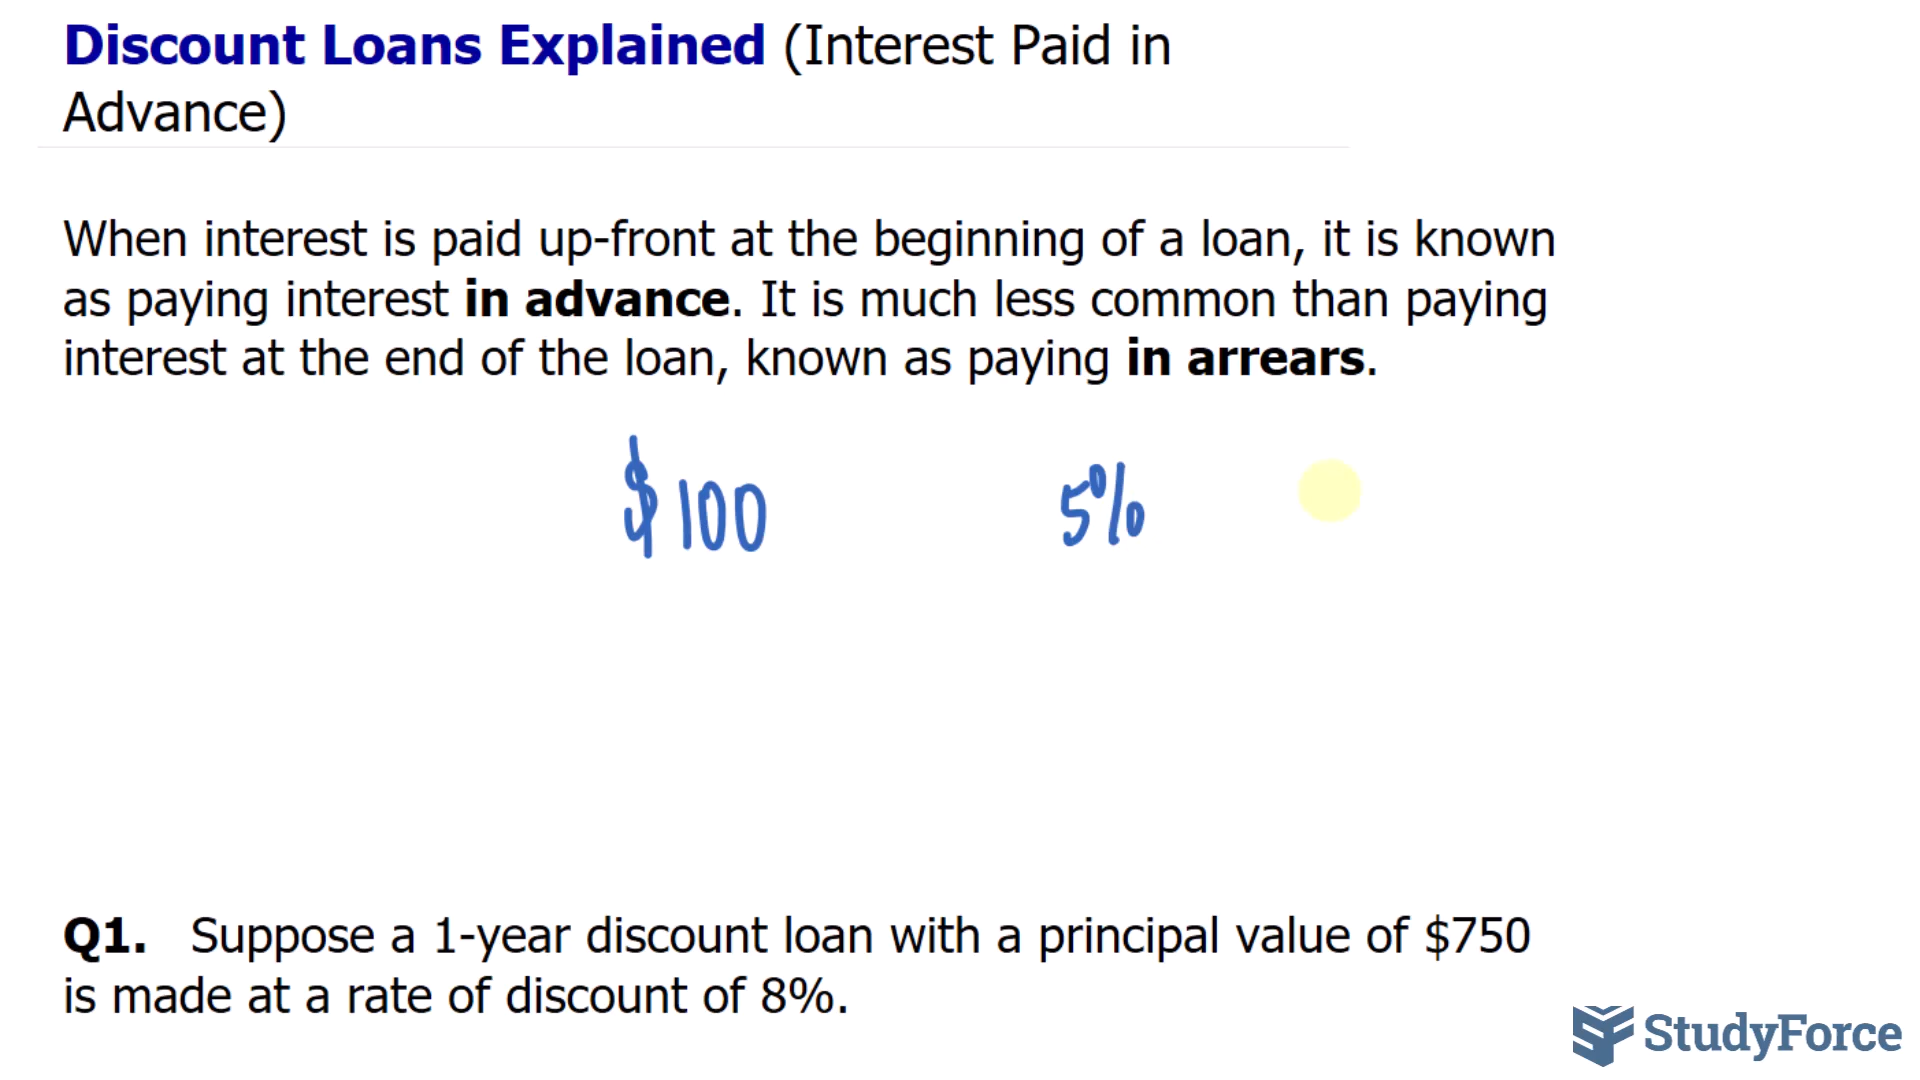 Discount Loans Explained (Interest Paid in
Advance)
When interest is paid up-front at the beginning of a loan, it is known
as paying interest in advance. It is much less common than paying
interest at the end of the loan, known as paying in arrears.
$100 5%
Q1. Suppose a 1-year discount loan with a principal value of $750
is made at a rate of discount of 8%.
StudyForce